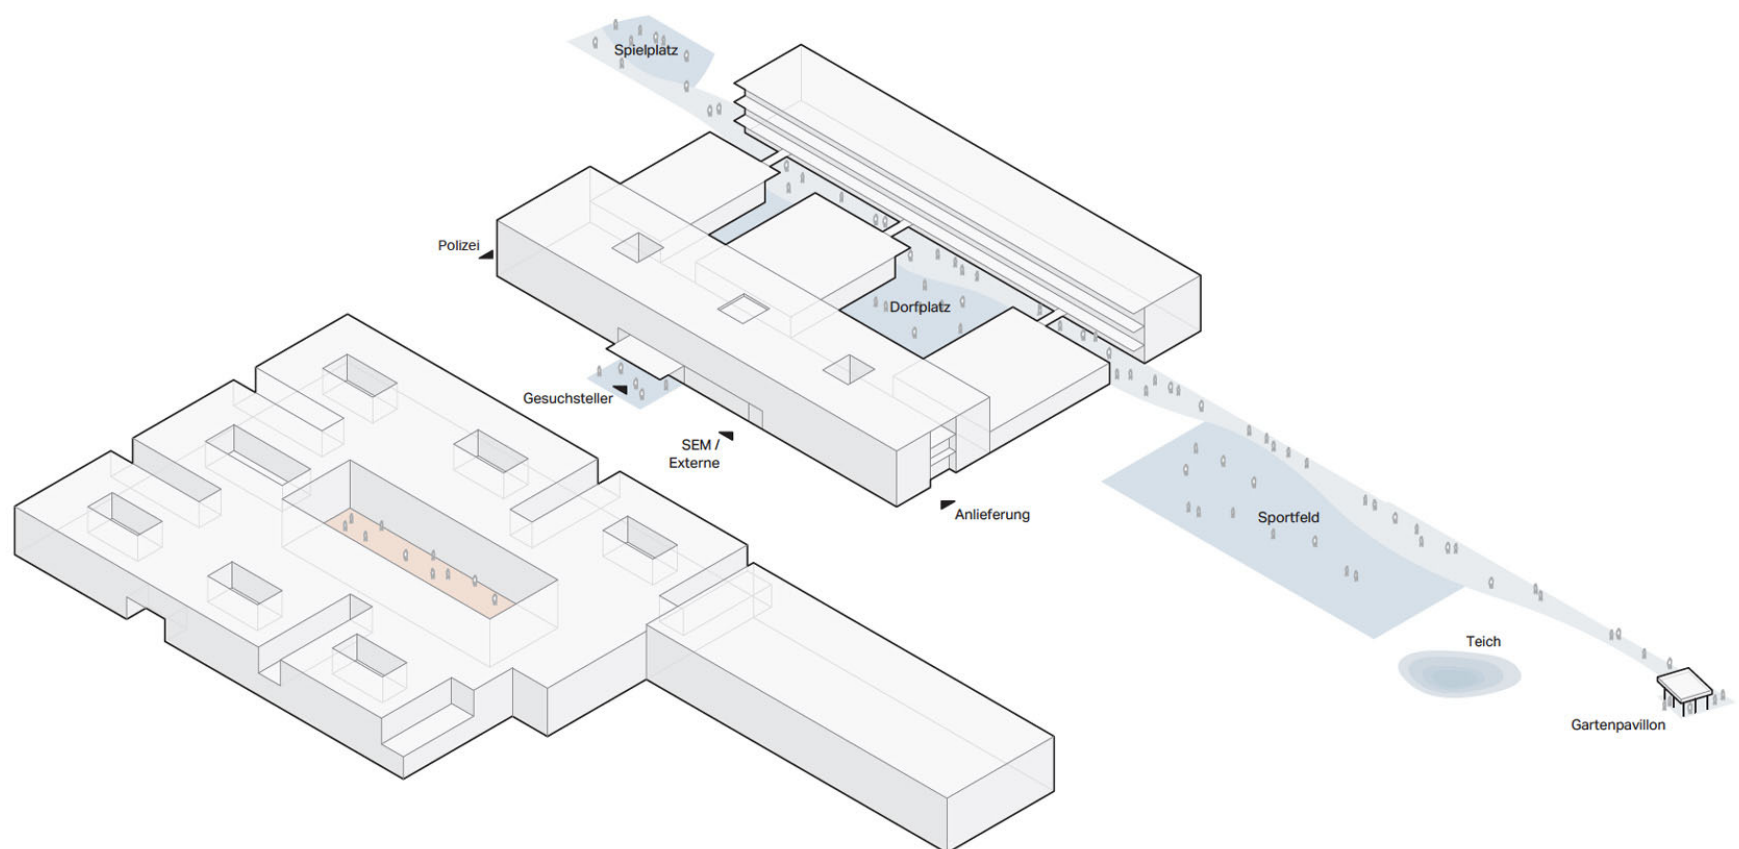 Spielplatz
Polizei
Dorfplatz
Gesuchsteller
SEM /
Externe
Anlieferung
Sportfeld
Teich
Gartenpavillon